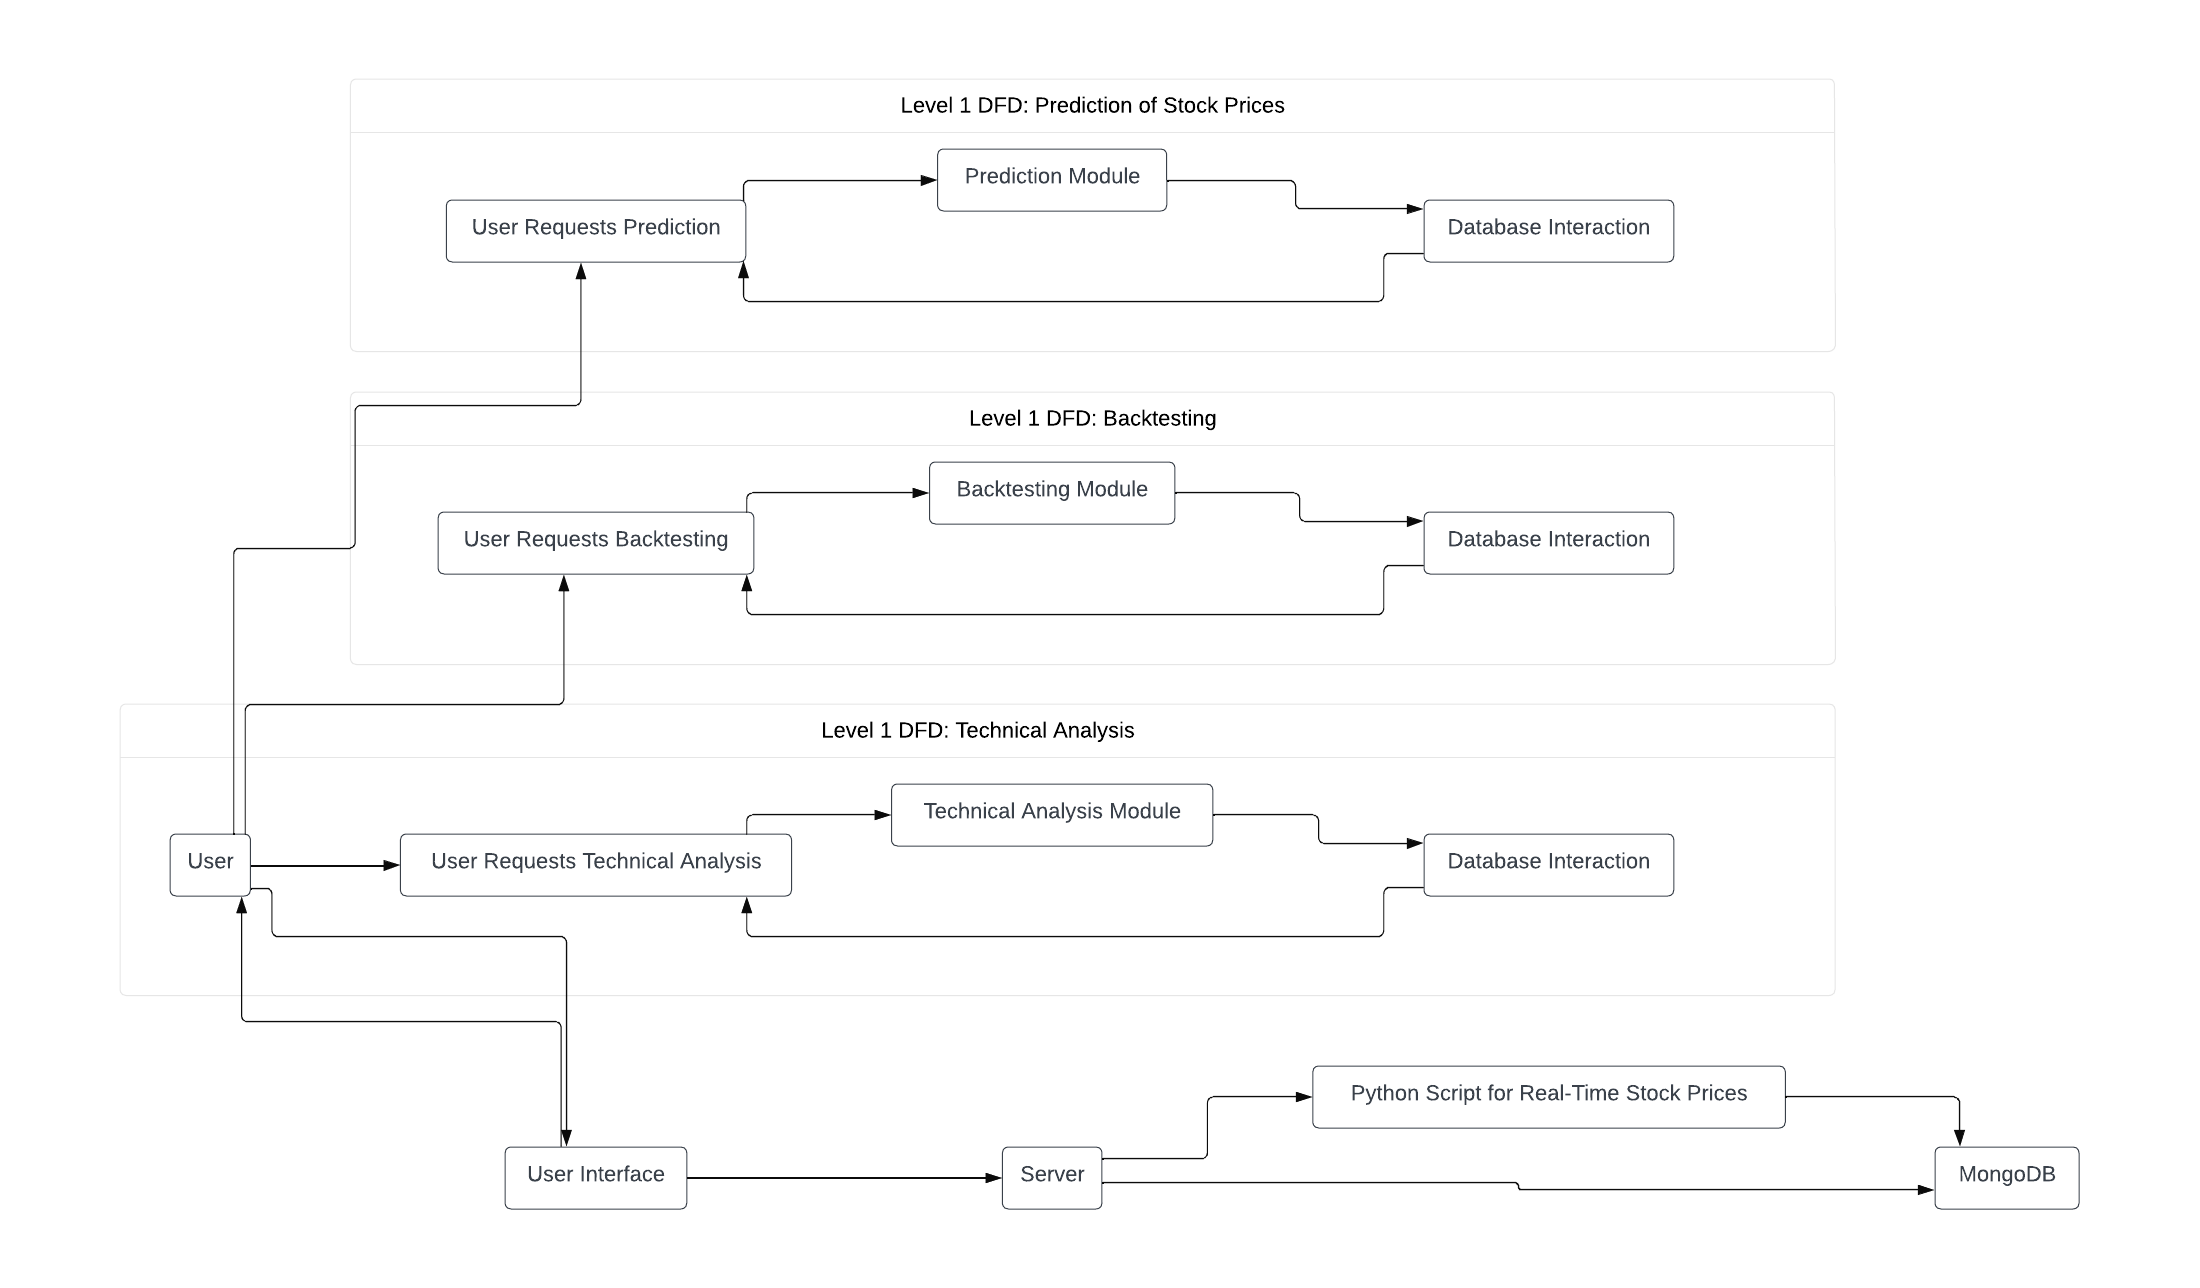 Level 1 DFD: Prediction of Stock Prices
Prediction Module
User Requests Prediction
Database Interaction
Level 1 DFD: Backtesting
Backtesting Module
User Requests Backtesting
Database Interaction
Level 1 DFD: Technical Analysis
Technical Analysis Module
User
User Requests Technical Analysis
Database Interaction
Python Script for Real-Time Stock Prices
User Interface
Server
MongoDB